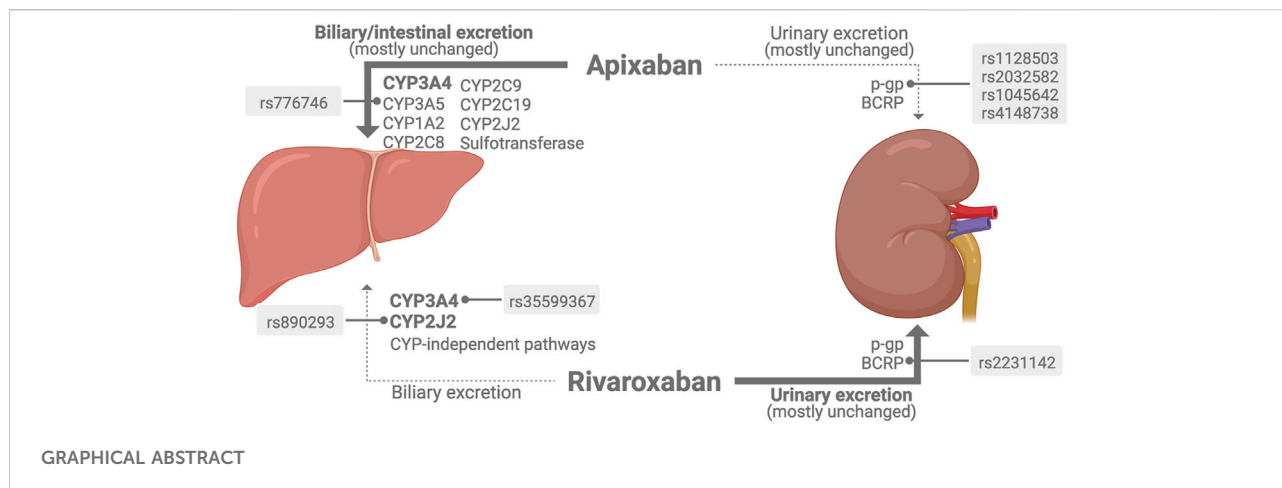 Biliary/intestinal excretion
(mostly unchanged)
Apixaban
Urinary excretion
(mostly unchanged)
rs776746
CYP3A4
CYP3A5
CYP1A2
CYP2C8
CYP2C9
CYP2C19
CYP2J2
Sulfotransferase
p-gp
BCRP
rs1128503
rs2032582
rs1045642
rs4148738
rs890293
CYP3A4
CYP2J2
CYP-independent pathways
rs35599367
Biliary excretion
Rivaroxaban
p-gp
BCRP
rs2231142
Urinary excretion
(mostly unchanged)
GRAPHICAL ABSTRACT